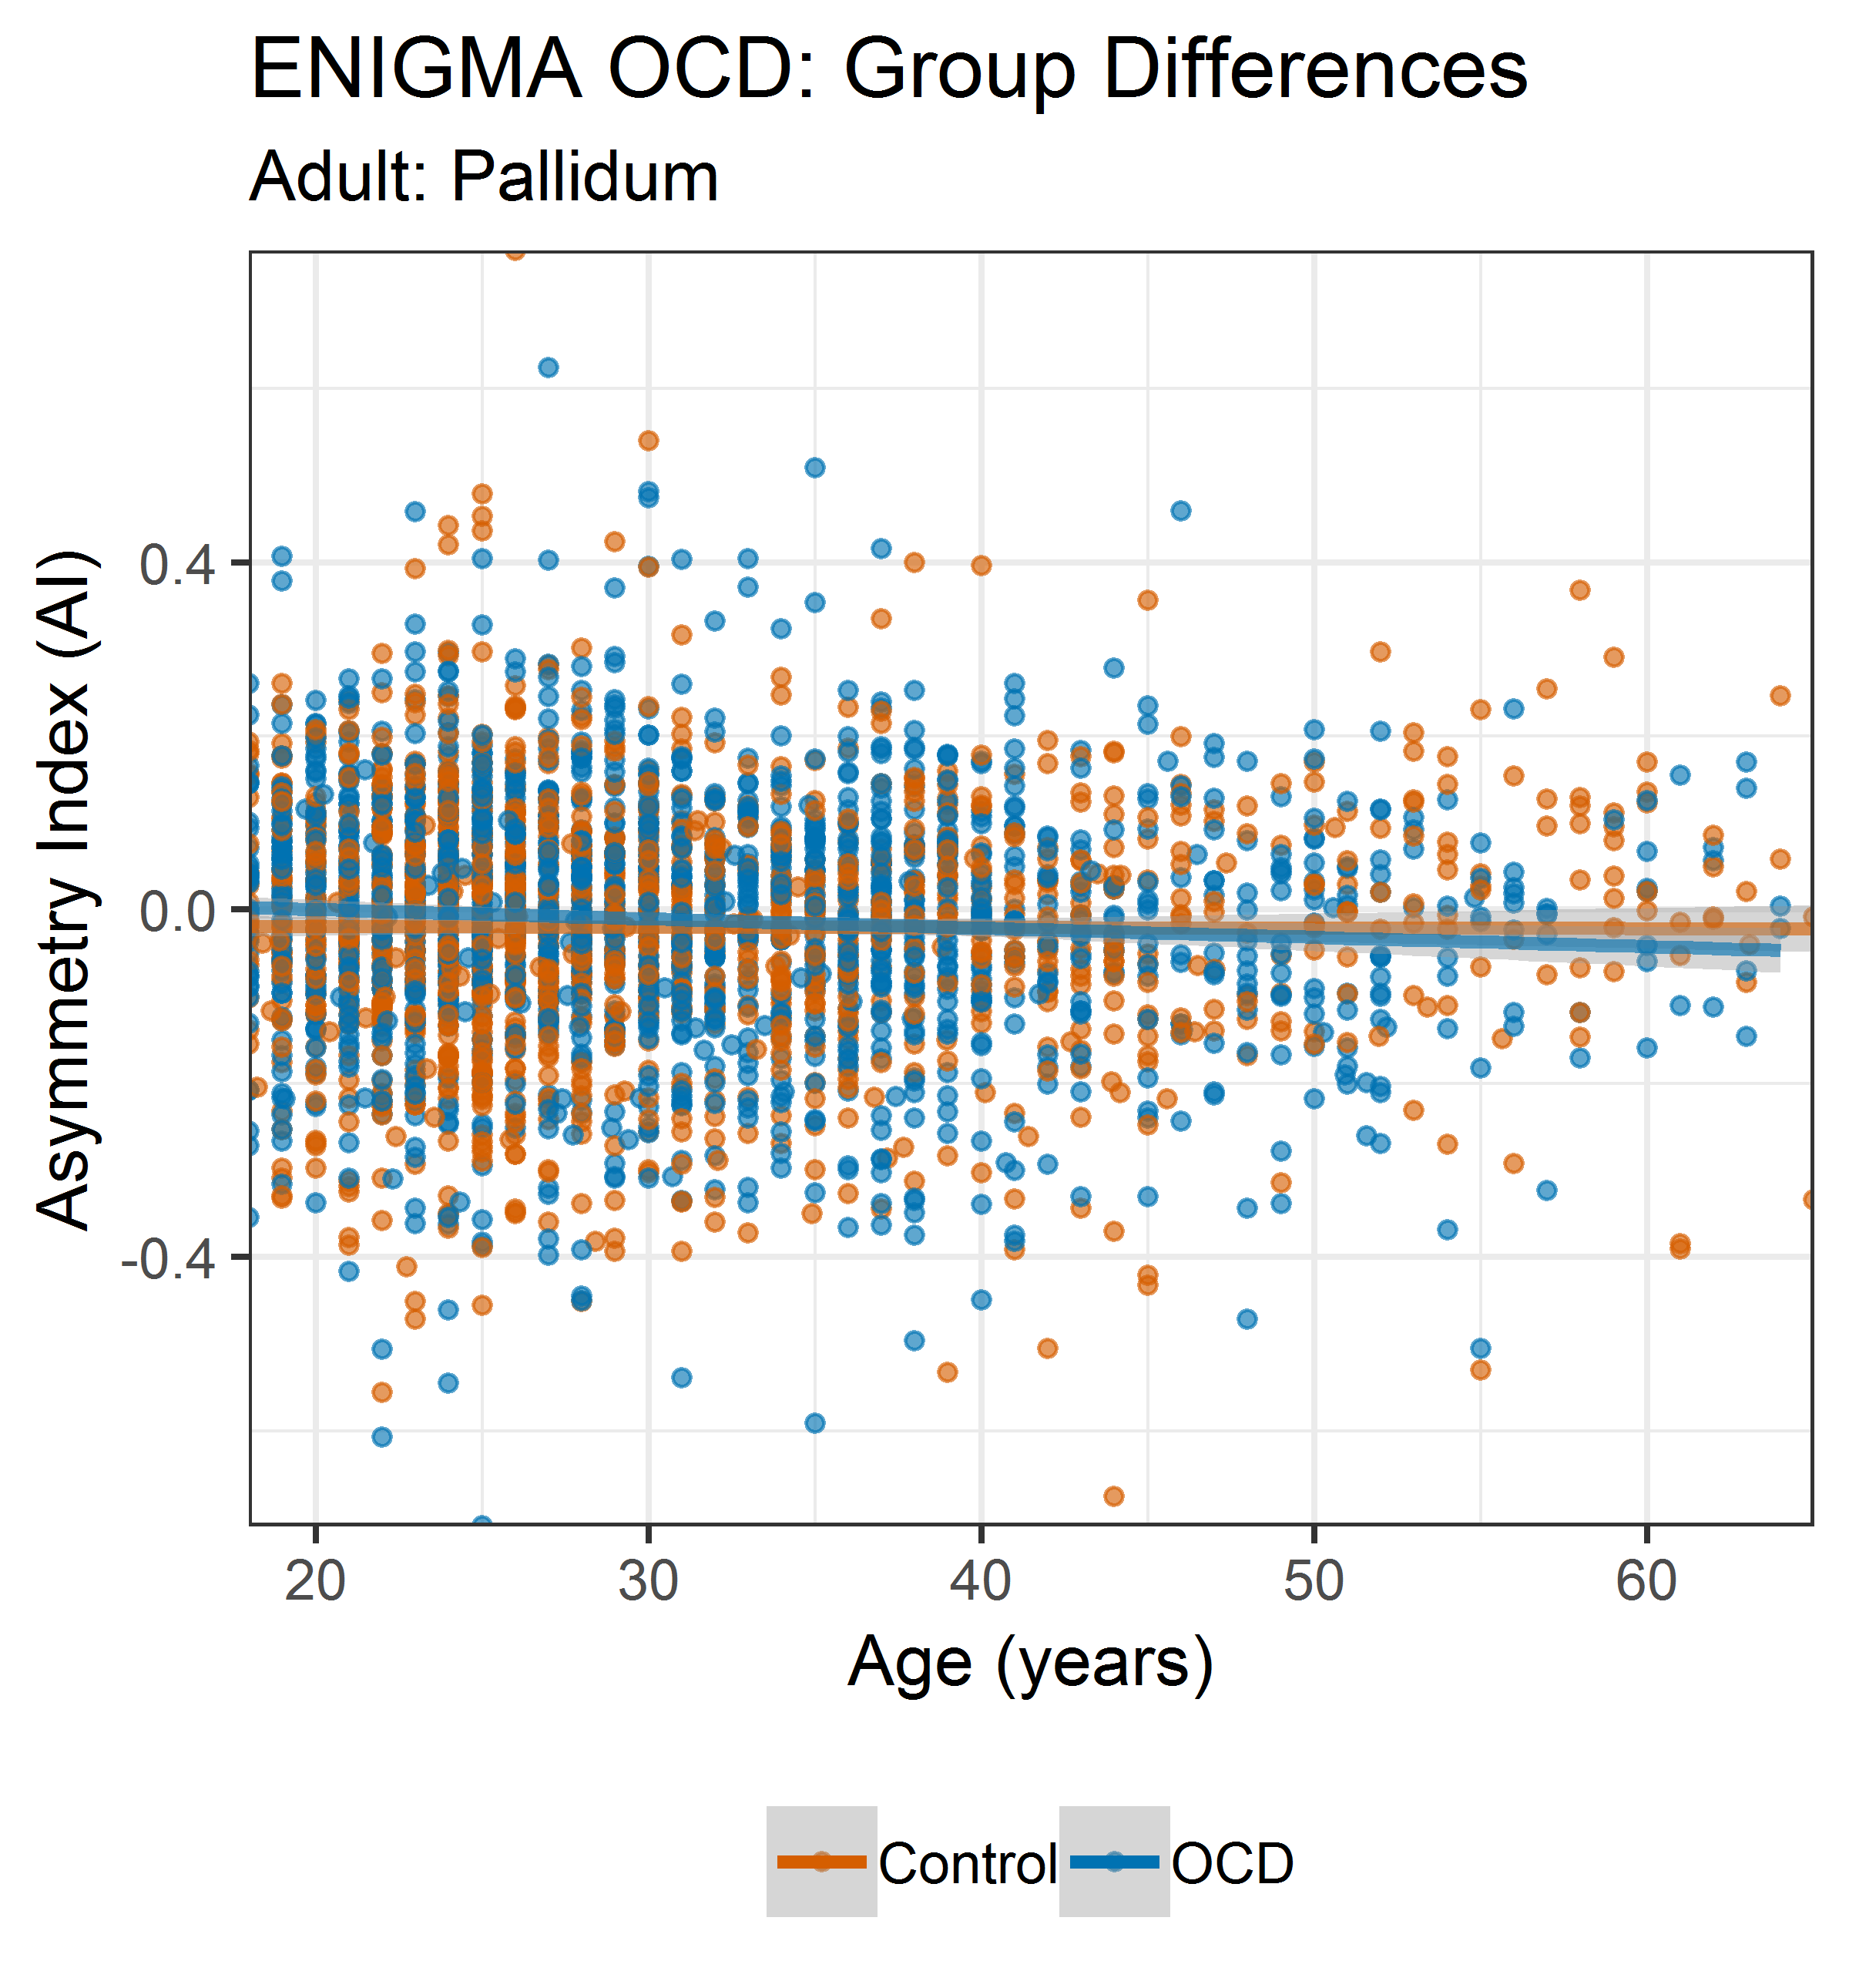 ENIGMA OCD: Group Differences
Adult: Pallidum
Asymmetry Index (AI)
0.4
0.0
-0.4
20 30 40 50 60
Age (years)
Control OCD